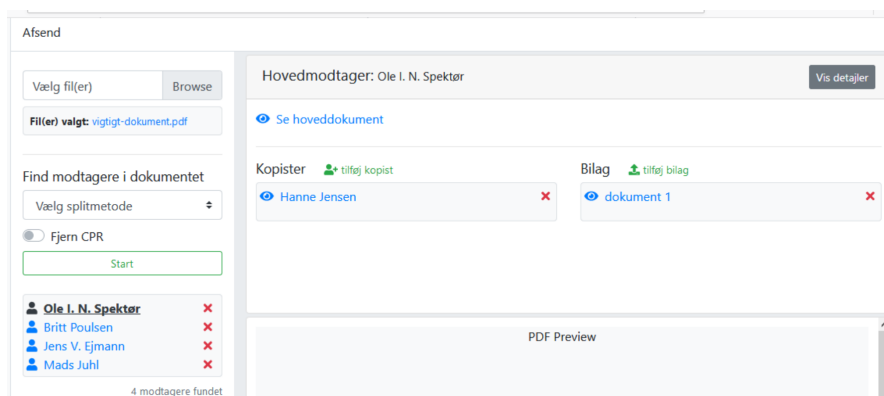 Afsend
Vælg fil(er) Browse
Fil(er) valgt: vigtigt-dokument.pdf
Find modtagere i dokumentet
Vælg splitmetode
Fjern CPR
Start
Ole I. N. Spektør
Britt Poulsen
Jens V. Ejmann
Mads Juhl
4 modtagere fundet
Hovedmodtager: Ole I. N. Spektør Vis detaljer
Se hoveddokument
Kopister tilføj kopist
Hanne Jensen
Bilag tilføj bilag
dokument 1
PDF Preview